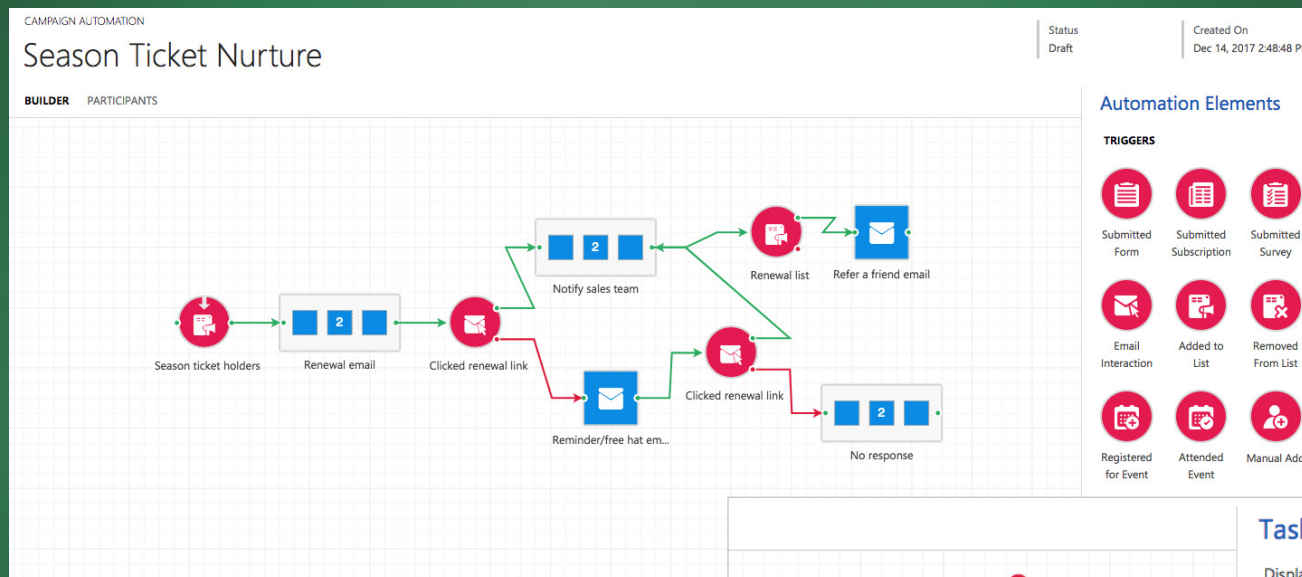 CAMPAIGN AUTOMATION
Season Ticket Nurture
Status
Draft
Created On
Dec 14, 2017 2:48:48
BUILDER PARTICIPANTS
Automation Elements
TRIGGERS
Submitted
Form
Submitted
Subscription
Submitted
Survey
2
Notify sales team
Renewal list
Refer a friend email
Season ticket holders
2
Renewal email
Clicked renewal link
Email
Interaction
Added to
List
Removed
From List
Clicked renewal link
Reminder/free hat em...
2
No response
Registered
for Event
Attended
Event
Manual